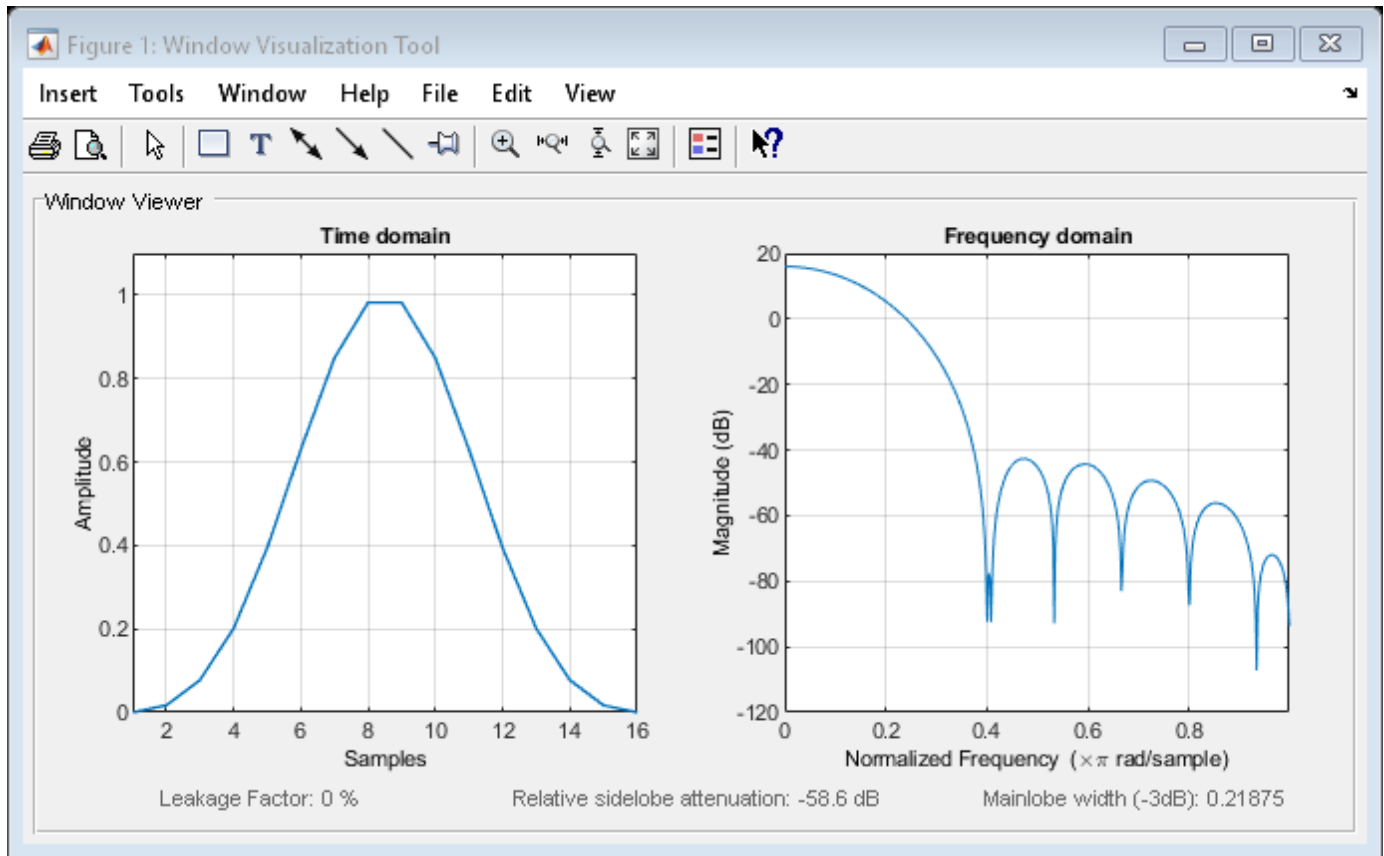 Figure 1: Window Visualization Tool
Insert Tools Window Help File Edit View
T ?
Window Viewer
Time domain
1
0.8
0.6
0.4
0.2
0
2 4 6 8 10 12 14 16
Amplitude
Samples
Frequency domain
20
0
-20
-40
-60
-80
-100
-120
0 0.2 0.4 0.6 0.8
Magnitude (dB)
Normalized Frequency (×π rad/sample)
Leakage Factor: 0 % Relative sidelobe attenuation: -58.6 dB Mainlobe width (-3dB): 0.21875